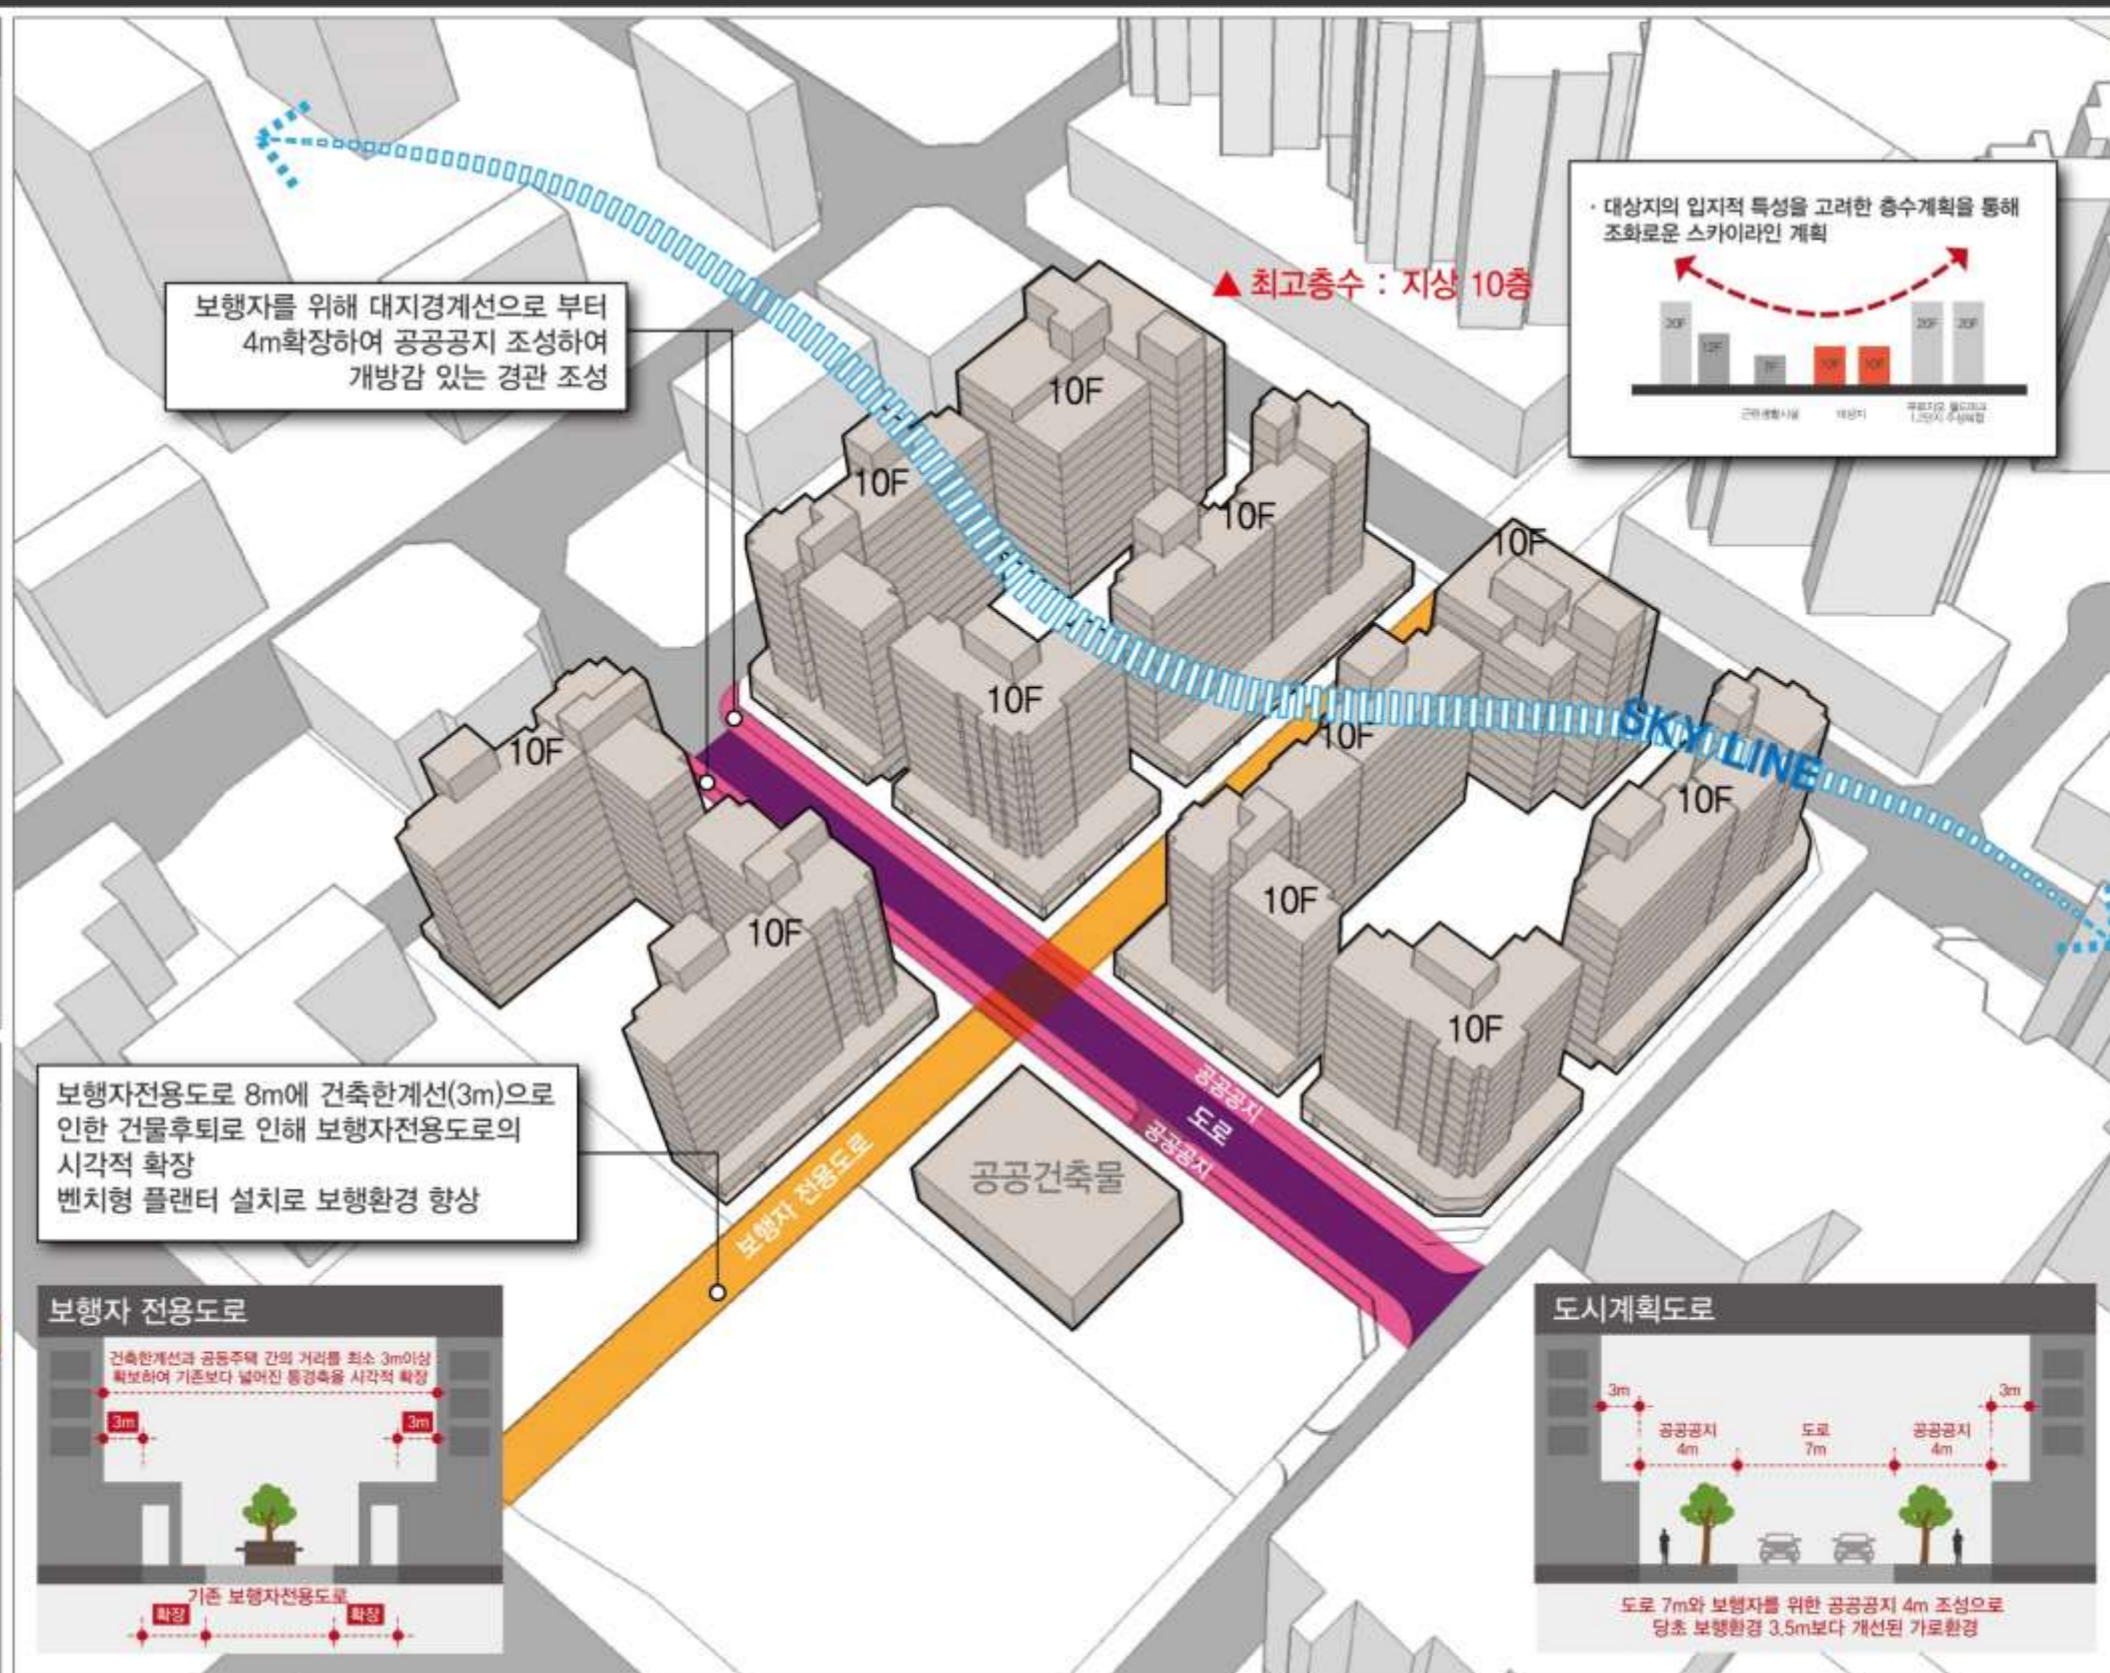 보행자를 위해 대지경계선으로 부터
4m확장하여 공공공지 조성하여
개방감 있는 경관 조성
▲ 최고층수 : 지상 10층
· 대상지의 입지적 특성을 고려한 층수계획을 통해
조화로운 스카이라인 계획
20F
12F
20F
20F
10F
10F
근린생활시설
대상지
10F
10F
10F
10F
10F
10F
10F
SKY LINE
10F
10F
10F
10F
공공공지
도로
공공공지
공공건축물
보행자 전용도로
보행자전용도로 8m에 건축한계선(3m)으로
인한 건물후퇴로 인해 보행자전용도로의
시각적 확장
벤치형 플랜터 설치로 보행환경 향상
보행자 전용도로
건축한계선과 공동주택 간의 거리를 최소 3m이상
확보하여 기존보다 넓어진 통경축을 시각적 확장
3m
3m
기존 보행자전용도로
확장
확장
도시계획도로
3m
3m
공공공지
4m
도로
7m
공공공지
4m
도로 7m와 보행자를 위한 공공공지 4m 조성으로
당초 보행환경 3.5m보다 개선된 가로환경